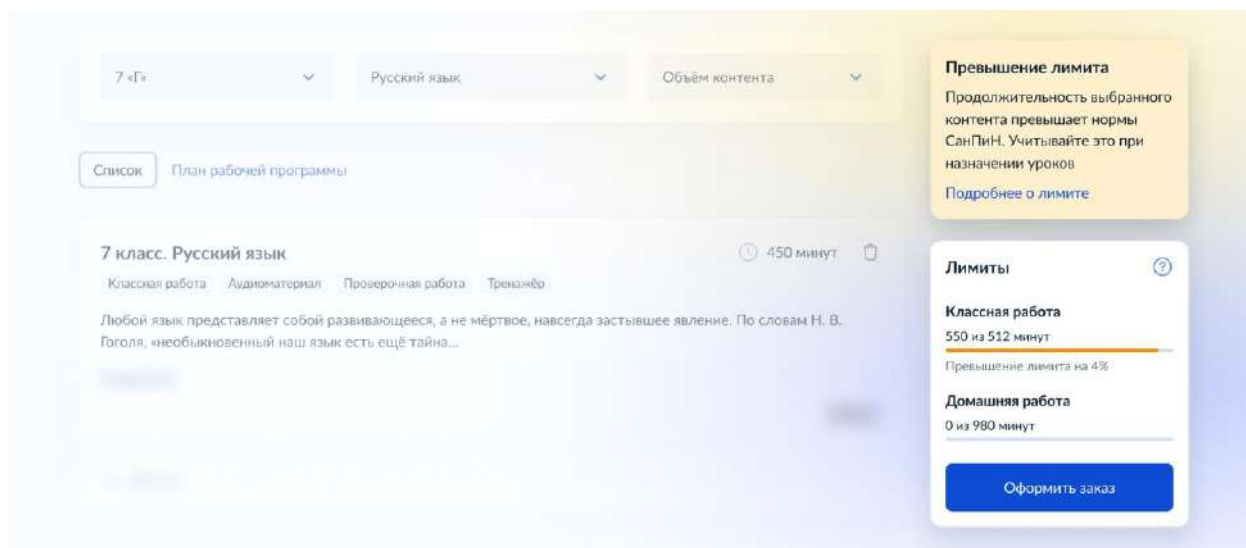 7 «Г»
Русский язык
Объём контента
Список
План рабочей программы
7 класс. Русский язык
450 минут
Классная работа Аудиоматериал Проверочная работа Тренажёр
Любой язык представляет собой развивающееся, а не мёртвое, навсегда застывшее явление. По словам Н. В.
Гоголя, «необыкновенный наш язык есть ещё тайна...
Превышение лимита
Продолжительность выбранного
контента превышает нормы
СанПиН. Учитывайте это при
назначении уроков
Подробнее о лимите
Лимиты
?
Классная работа
550 из 512 минут
Превышение лимита на 4%
Домашняя работа
0 из 980 минут
Оформить заказ